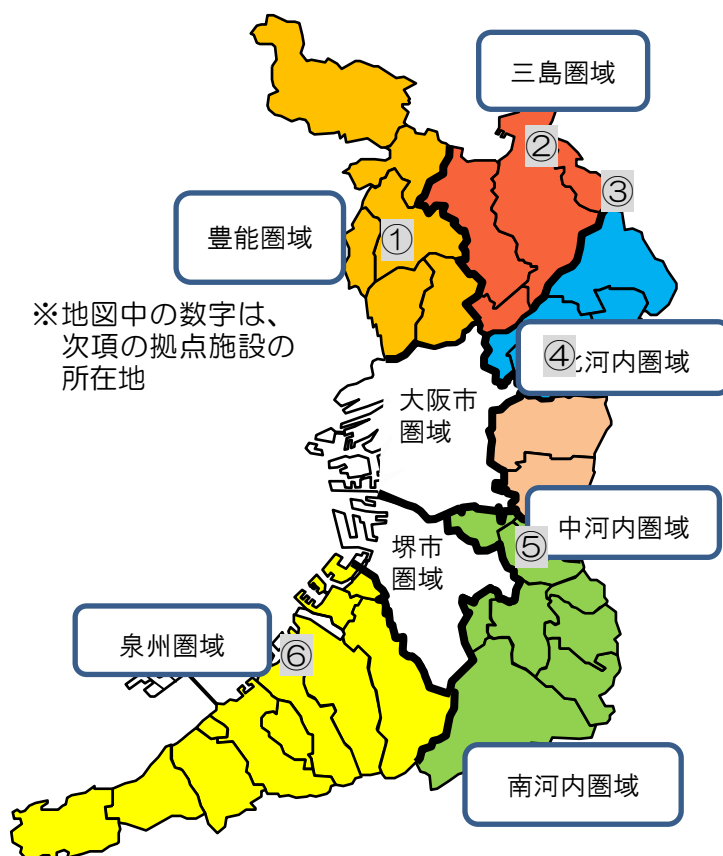 三島圏域
②
③
豊能圏域
①
※地図中の数字は、
次項の拠点施設の
所在地
④
北河内圏域
大阪市
圏域
中河内圏域
⑤
堺市
圏域
泉州圏域
⑥
南河内圏域